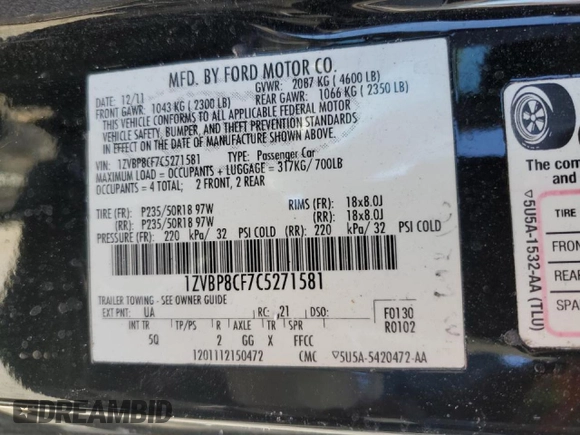 MFD. BY FORD MOTOR CO.
DATE: 12/11 GVWR: 2087 KG ( 4600 LB)
FRONT GAWR: 1043 KG ( 2300 LB) REAR GAWR: 1066 KG ( 2350 LB)
THIS VEHICLE CONFORMS TO ALL APPLICABLE FEDERAL MOTOR
VEHICLE SAFETY, BUMPER, AND THEFT PREVENTION STANDARDS
IN EFFECT ON THE DATE OF MANUFACTURE SHOWN ABOVE.
VIN: 1ZVBP8CF7C5271581 TYPE: Passenger Car
MAXIMUM LOAD = OCCUPANTS + LUGGAGE = 317KG/700LB
OCCUPANTS = 4 TOTAL; 2 FRONT, 2 REAR
TIRE (FR): P235/50R18 97W RIMS (FR): 18x8.0J
(RR): P235/50R18 97W (RR): 18x8.0J
PRESSURE (FR): 220 kPa/ 32 PSI COLD (RR): 220 kPa/ 32 PSI COLD
1ZVBP8CF7C5271581
TRAILER TOWING - SEE OWNER GUIDE
EXT PNT: UA RC: 21 DSO: F0130
R0102
INT TR TP/PS R AXLE TR SPR
5Q 2 GG X FFCC
1201112150472 CMC ▽5U5A-5420472-AA
The com
and
▽5U5A-1532-AA (TLU)
TIRE
FRON
REAR
SPA
DREAMBID